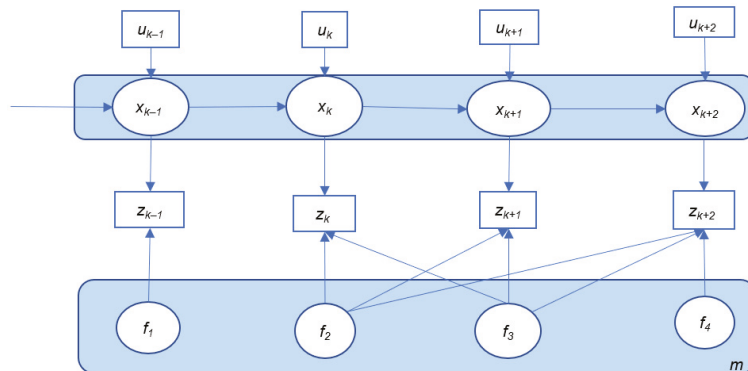 u_{k–1} u_k u_{k+1} u_{k+2}
x_{k–1} x_k x_{k+1} x_{k+2}
z_{k–1} z_k z_{k+1} z_{k+2}
f_1 f_2 f_3 f_4
m